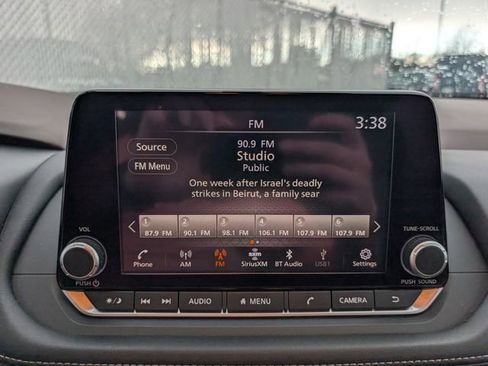 FM
3:38
Source
FM Menu
90.9 FM
Studio
Public
One week after Israel's deadly
strikes in Beirut, a family sear
1 2 3 4 5 6
87.9 FM 90.1 FM 98.1 FM 106.1 FM 107.9 FM 107.9 FM
Phone AM FM SiriusXM BT Audio USB1 Settings
VOL
TUNE·SCROLL
PUSH
PUSH SOUND
AUDIO MENU CAMERA